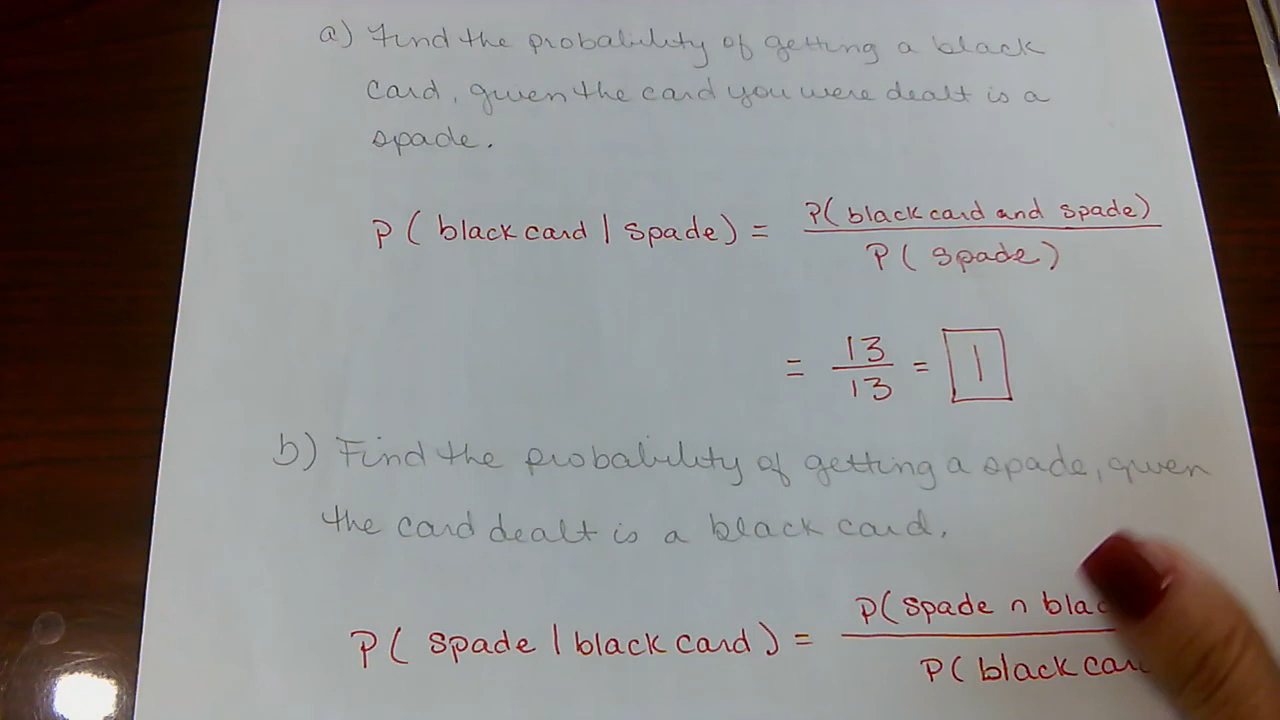 a) Find the probability of getting a black
card, given the card you were dealt is a
spade.
P( black card | spade) = P( black card and spade) / P( spade )
= 13 / 13 = 1
b) Find the probability of getting a spade, given
the card dealt is a black card.
P( spade | black card ) = P( spade ∩ blac / P( black car